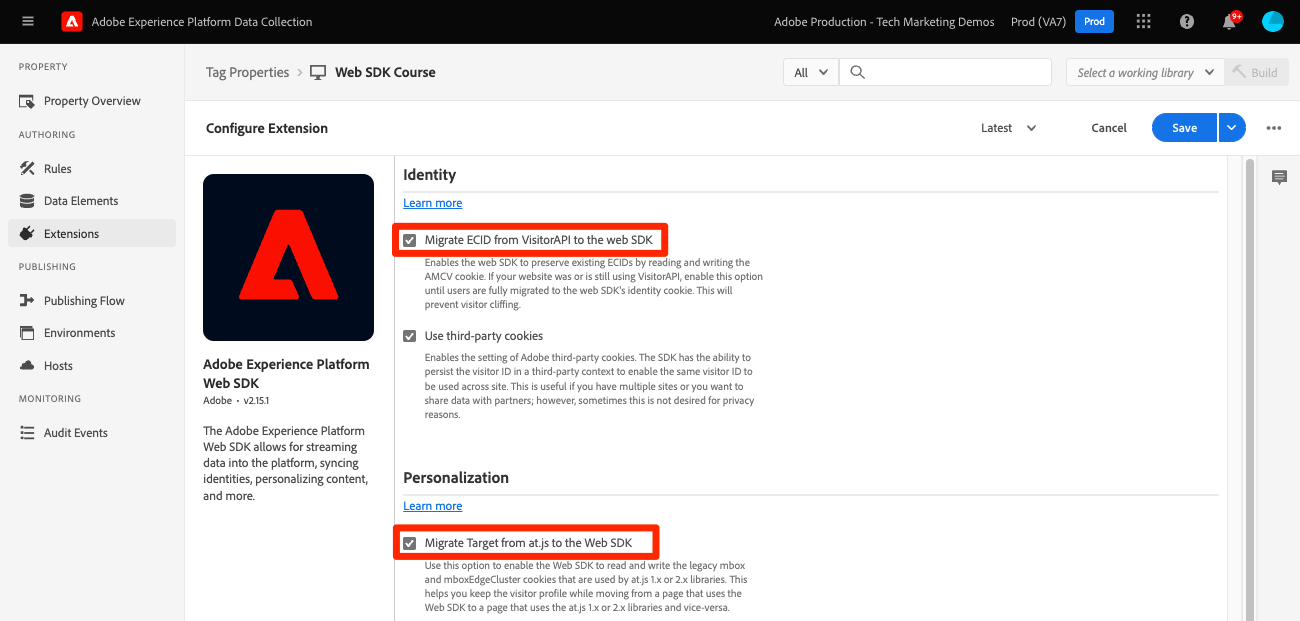 Adobe Experience Platform Data Collection
Adobe Production - Tech Marketing Demos
Prod (VA7)
Prod
9+
PROPERTY
Property Overview
AUTHORING
Rules
Data Elements
Extensions
PUBLISHING
Publishing Flow
Environments
Hosts
MONITORING
Audit Events
Tag Properties
Web SDK Course
All
Select a working library
Build
Configure Extension
Latest
Cancel
Save
Adobe Experience Platform
Web SDK
Adobe • v2.15.1
The Adobe Experience Platform
Web SDK allows for streaming
data into the platform, syncing
identities, personalizing content,
and more.
Identity
Learn more
Migrate ECID from VisitorAPI to the web SDK
Enables the web SDK to preserve existing ECIDs by reading and writing the
AMCV cookie. If your website was or is still using VisitorAPI, enable this option
until users are fully migrated to the web SDK's identity cookie. This will
prevent visitor cliffing.
Use third-party cookies
Enables the setting of Adobe third-party cookies. The SDK has the ability to
persist the visitor ID in a third-party context to enable the same visitor ID to
be used across site. This is useful if you have multiple sites or you want to
share data with partners; however, sometimes this is not desired for privacy
reasons.
Personalization
Learn more
Migrate Target from at.js to the Web SDK
Use this option to enable the Web SDK to read and write the legacy mbox
and mboxEdgeCluster cookies that are used by at.js 1.x or 2.x libraries. This
helps you keep the visitor profile while moving from a page that uses the
Web SDK to a page that uses the at.js 1.x or 2.x libraries and vice-versa.